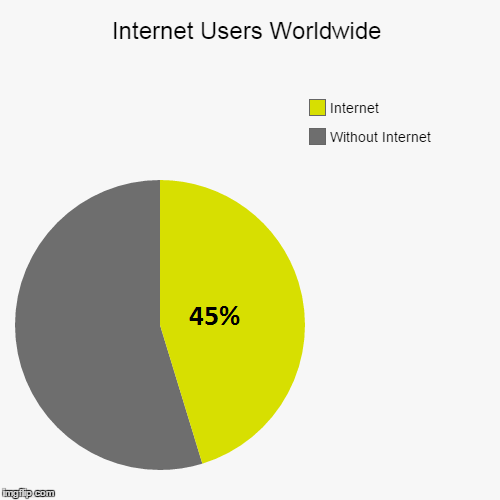 Internet Users Worldwide
Internet
Without Internet
45%
imgflip.com